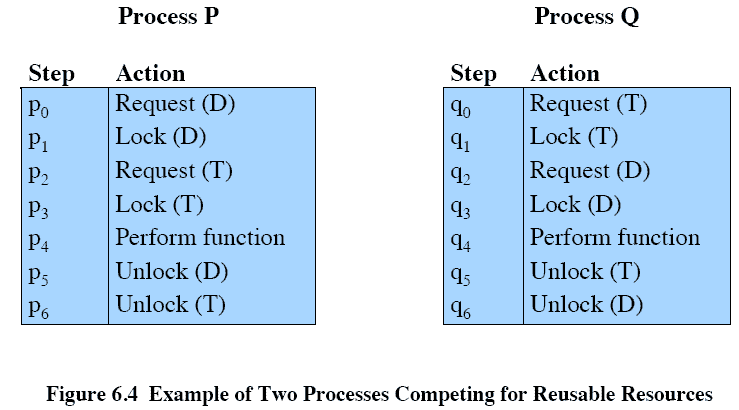 Process P
Step Action
p0 Request (D)
p1 Lock (D)
p2 Request (T)
p3 Lock (T)
p4 Perform function
p5 Unlock (D)
p6 Unlock (T)
Process Q
Step Action
q0 Request (T)
q1 Lock (T)
q2 Request (D)
q3 Lock (D)
q4 Perform function
q5 Unlock (T)
q6 Unlock (D)
Figure 6.4 Example of Two Processes Competing for Reusable Resources